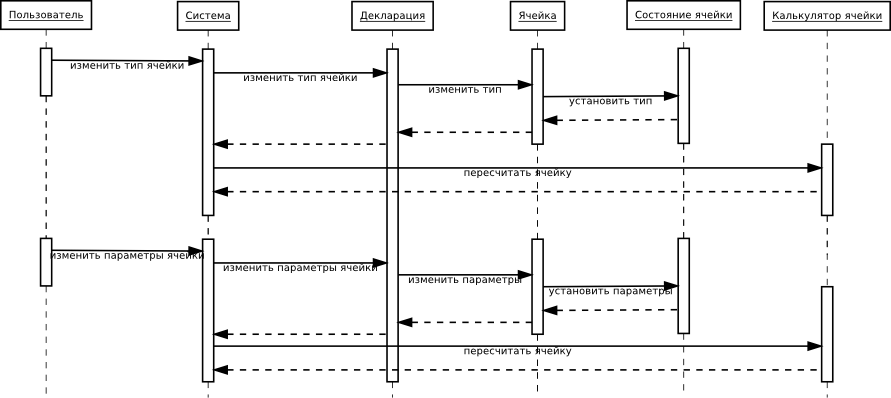 Пользователь
Система
Декларация
Ячейка
Состояние ячейки
Калькулятор ячейки
изменить тип ячейки
изменить тип ячейки
изменить тип
установить тип
пересчитать ячейку
изменить параметры ячейки
изменить параметры ячейки
изменить параметры
установить параметры
пересчитать ячейку